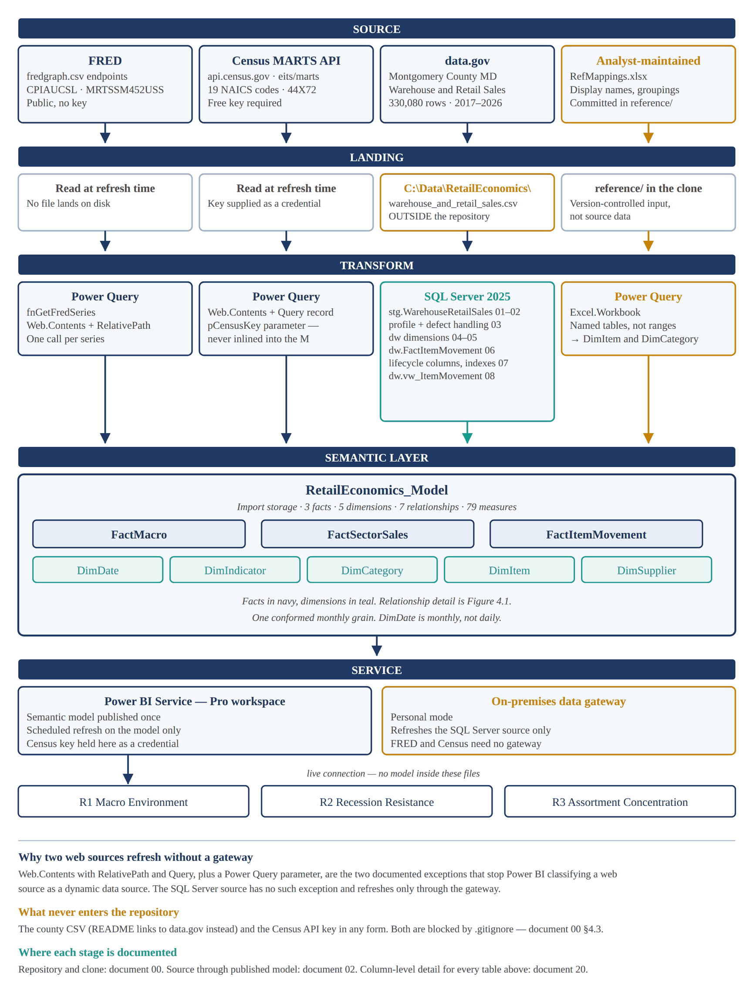 SOURCE
FRED
fredgraph.csv endpoints
CPIAUCSL · MRTSSM452USS
Public, no key
Census MARTS API
api.census.gov · eits/marts
19 NAICS codes · 44X72
Free key required
data.gov
Montgomery County MD
Warehouse and Retail Sales
330,080 rows · 2017–2026
Analyst-maintained
RefMappings.xlsx
Display names, groupings
Committed in reference/
LANDING
Read at refresh time
No file lands on disk
Read at refresh time
Key supplied as a credential
C:\Data\RetailEconomics\
warehouse_and_retail_sales.csv
OUTSIDE the repository
reference/ in the clone
Version-controlled input,
not source data
TRANSFORM
Power Query
fnGetFredSeries
Web.Contents + RelativePath
One call per series
Power Query
Web.Contents + Query record
pCensusKey parameter —
never inlined into the M
SQL Server 2025
stg.WarehouseRetailSales 01–02
profile + defect handling 03
dw dimensions 04–05
dw.FactItemMovement 06
lifecycle columns, indexes 07
dw.vw_ItemMovement 08
Power Query
Excel.Workbook
Named tables, not ranges
→ DimItem and DimCategory
SEMANTIC LAYER
RetailEconomics_Model
Import storage · 3 facts · 5 dimensions · 7 relationships · 79 measures
FactMacro
FactSectorSales
FactItemMovement
DimDate
DimIndicator
DimCategory
DimItem
DimSupplier
Facts in navy, dimensions in teal. Relationship detail is Figure 4.1.
One conformed monthly grain. DimDate is monthly, not daily.
SERVICE
Power BI Service — Pro workspace
Semantic model published once
Scheduled refresh on the model only
Census key held here as a credential
On-premises data gateway
Personal mode
Refreshes the SQL Server source only
FRED and Census need no gateway
live connection — no model inside these files
R1 Macro Environment
R2 Recession Resistance
R3 Assortment Concentration
Why two web sources refresh without a gateway
Web.Contents with RelativePath and Query, plus a Power Query parameter, are the two documented exceptions that stop Power BI classifying a web
source as a dynamic data source. The SQL Server source has no such exception and refreshes only through the gateway.
What never enters the repository
The county CSV (README links to data.gov instead) and the Census API key in any form. Both are blocked by .gitignore — document 00 §4.3.
Where each stage is documented
Repository and clone: document 00. Source through published model: document 02. Column-level detail for every table above: document 20.